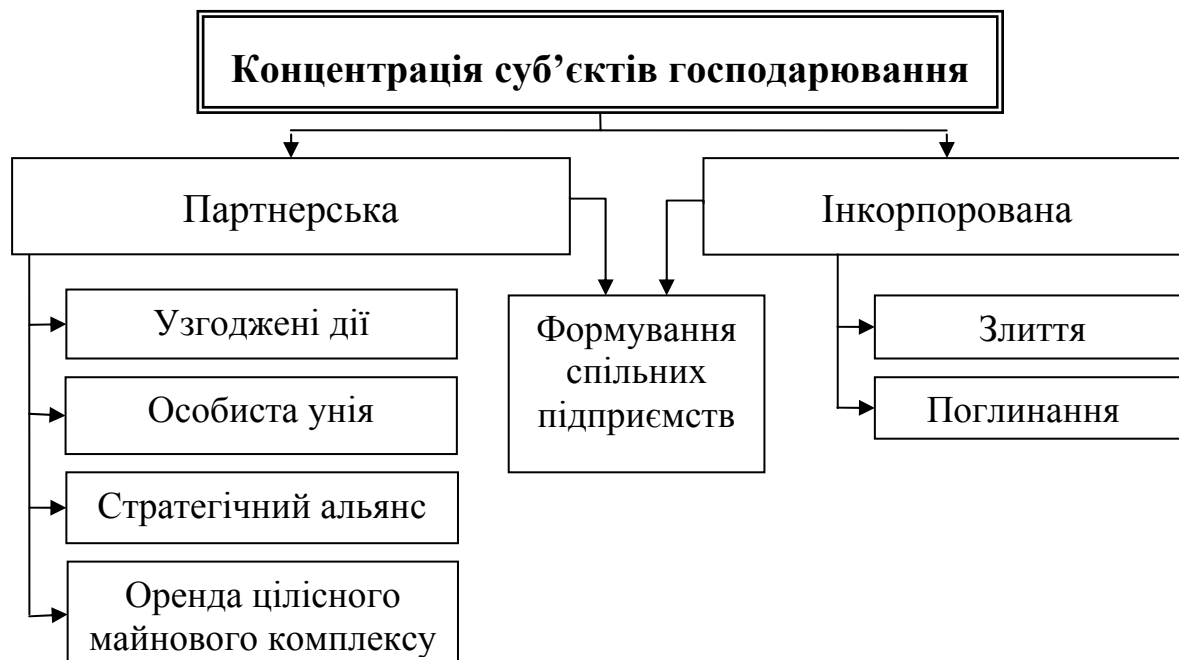 Концентрація суб’єктів господарювання
Партнерська
Інкорпорована
Узгоджені дії
Особиста унія
Стратегічний альянс
Оренда цілісного
майнового комплексу
Формування
спільних
підприємств
Злиття
Поглинання